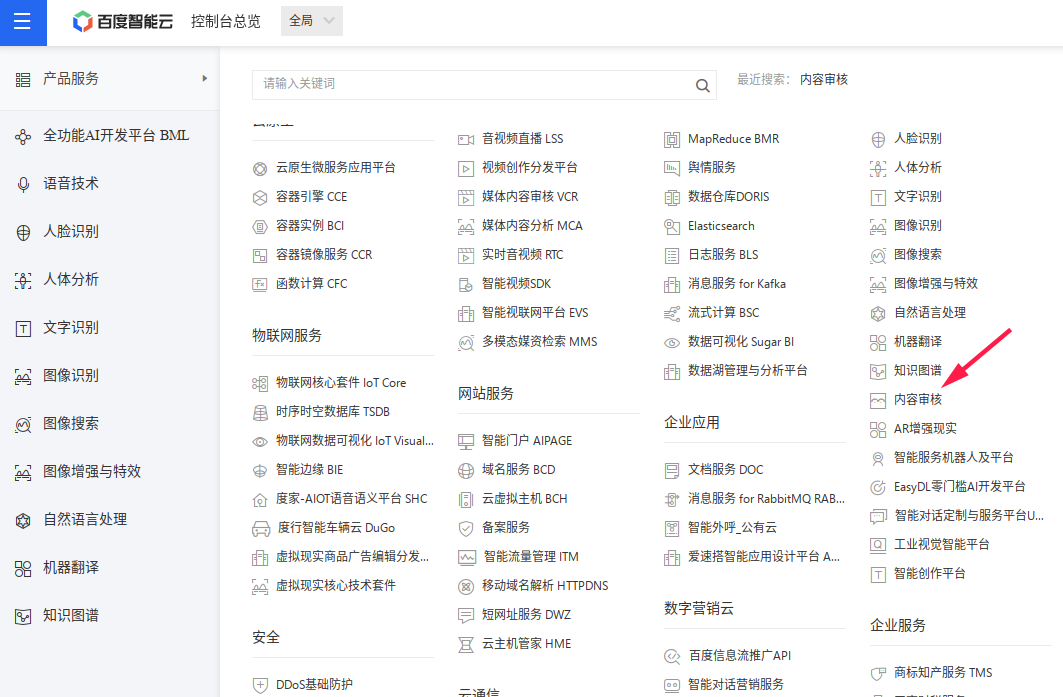 百度智能云 控制台总览 全局
产品服务
全功能AI开发平台 BML
语音技术
人脸识别
人体分析
文字识别
图像识别
图像搜索
图像增强与特效
自然语言处理
机器翻译
知识图谱
请输入关键词
最近搜索： 内容审核
云原生
云原生微服务应用平台
容器引擎 CCE
容器实例 BCI
容器镜像服务 CCR
函数计算 CFC
物联网服务
物联网核心套件 IoT Core
时序时空数据库 TSDB
物联网数据可视化 IoT Visual...
智能边缘 BIE
度家-AIOT语音语义平台 SHC
度行智能车辆云 DuGo
虚拟现实商品广告编辑分发...
虚拟现实核心技术套件
安全
DDoS基础防护
音视频直播 LSS
视频创作分发平台
媒体内容审核 VCR
媒体内容分析 MCA
实时音视频 RTC
智能视频SDK
智能视联网平台 EVS
多模态媒资检索 MMS
网站服务
智能门户 AIPAGE
域名服务 BCD
云虚拟主机 BCH
备案服务
智能流量管理 ITM
移动域名解析 HTTPDNS
短网址服务 DWZ
云主机管家 HME
云通信
MapReduce BMR
舆情服务
数据仓库DORIS
Elasticsearch
日志服务 BLS
消息服务 for Kafka
流式计算 BSC
数据可视化 Sugar BI
数据湖管理与分析平台
企业应用
文档服务 DOC
消息服务 for RabbitMQ RAB...
智能外呼_公有云
爱速搭智能应用设计平台 A...
数字营销云
百度信息流推广API
智能对话营销服务
人脸识别
人体分析
文字识别
图像识别
图像搜索
图像增强与特效
自然语言处理
机器翻译
知识图谱
内容审核
AR增强现实
智能服务机器人及平台
EasyDL零门槛AI开发平台
智能对话定制与服务平台U...
工业视觉智能平台
智能创作平台
企业服务
商标知产服务 TMS